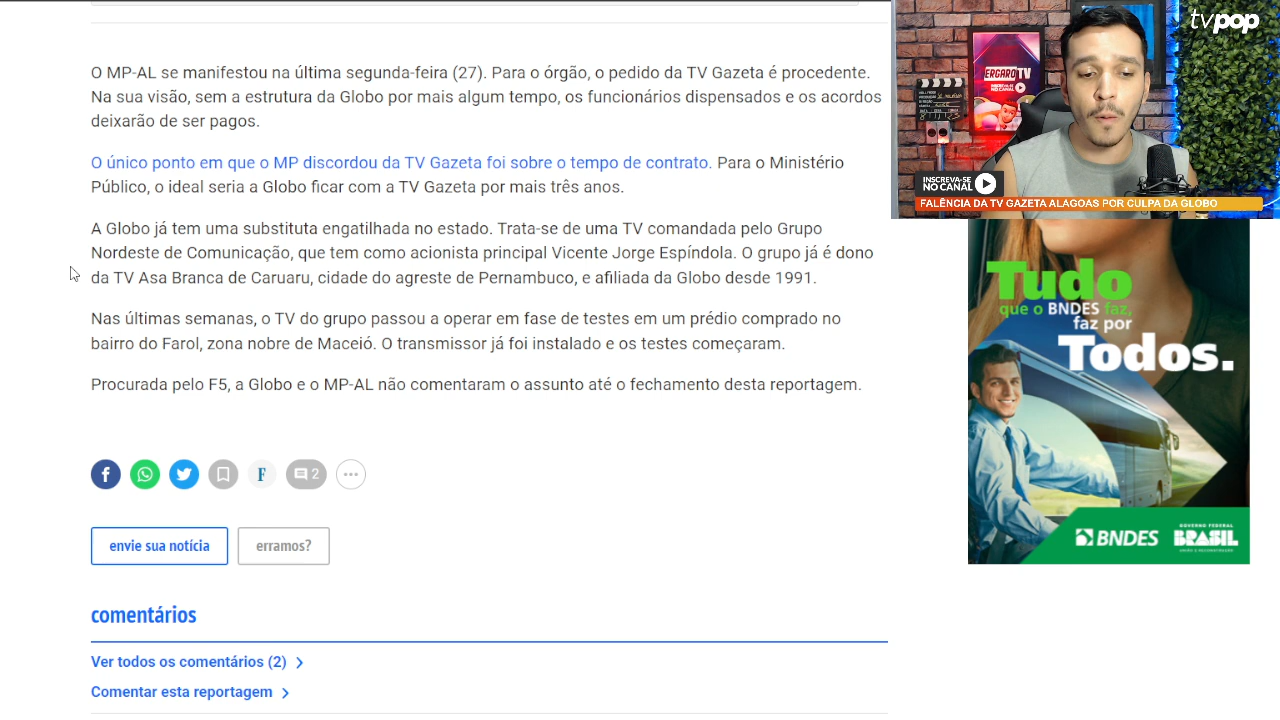 O MP-AL se manifestou na última segunda-feira (27). Para o órgão, o pedido da TV Gazeta é procedente.
Na sua visão, sem a estrutura da Globo por mais algum tempo, os funcionários dispensados e os acordos
deixarão de ser pagos.
O único ponto em que o MP discordou da TV Gazeta foi sobre o tempo de contrato. Para o Ministério
Público, o ideal seria a Globo ficar com a TV Gazeta por mais três anos.
A Globo já tem uma substituta engatilhada no estado. Trata-se de uma TV comandada pelo Grupo
Nordeste de Comunicação, que tem como acionista principal Vicente Jorge Espíndola. O grupo já é dono
da TV Asa Branca de Caruaru, cidade do agreste de Pernambuco, e afiliada da Globo desde 1991.
Nas últimas semanas, o TV do grupo passou a operar em fase de testes em um prédio comprado no
bairro do Farol, zona nobre de Maceió. O transmissor já foi instalado e os testes começaram.
Procurada pelo F5, a Globo e o MP-AL não comentaram o assunto até o fechamento desta reportagem.
F
2
envie sua notícia
erramos?
comentários
Ver todos os comentários (2)
Comentar esta reportagem
tvpop
ERGARO TV
INSCREVA-SE
NO CANAL
FALÊNCIA DA TV GAZETA ALAGOAS POR CULPA DA GLOBO
Tudo
que o BNDES faz,
faz por
Todos.
BNDES
GOVERNO FEDERAL
BRASIL
UNIÃO E RECONSTRUÇÃO